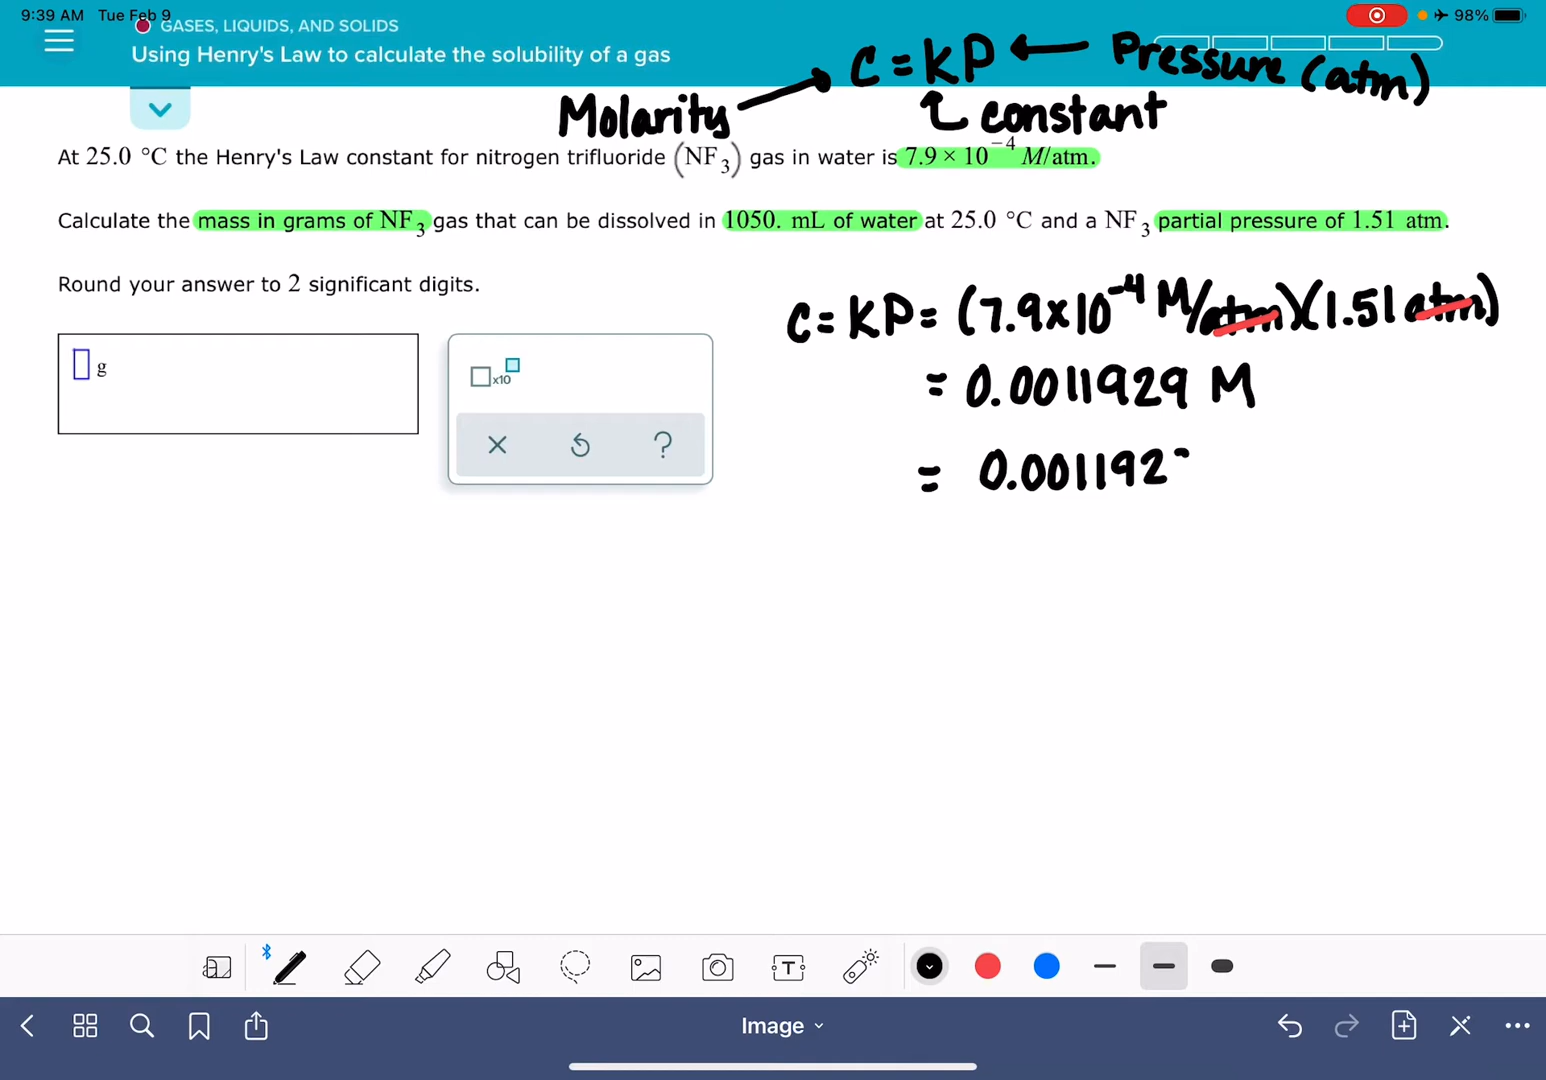 9:39 AM Tue Feb 9
98%
GASES, LIQUIDS, AND SOLIDS
Using Henry's Law to calculate the solubility of a gas
C = KP ← Pressure (atm)
Molarity
constant
At 25.0 °C the Henry's Law constant for nitrogen trifluoride (NF₃) gas in water is 7.9 × 10⁻⁴ M/atm.
Calculate the mass in grams of NF₃ gas that can be dissolved in 1050. mL of water at 25.0 °C and a NF₃ partial pressure of 1.51 atm.
Round your answer to 2 significant digits.
C = KP = (7.9x10⁻⁴ M/atm)(1.51 atm)
= 0.0011929 M
= 0.001192
g
x10
?
a
T
Image